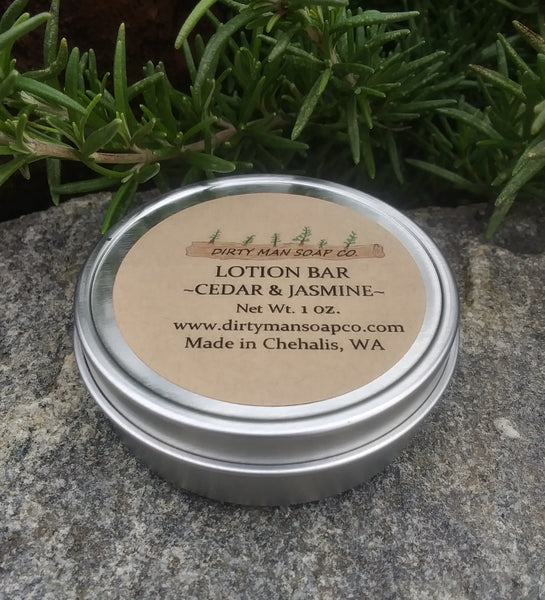 DIRTY MAN SOAP CO.
LOTION BAR
~CEDAR & JASMINE~
Net Wt. 1 oz.
www.dirtymansoapco.com
Made in Chehalis, WA